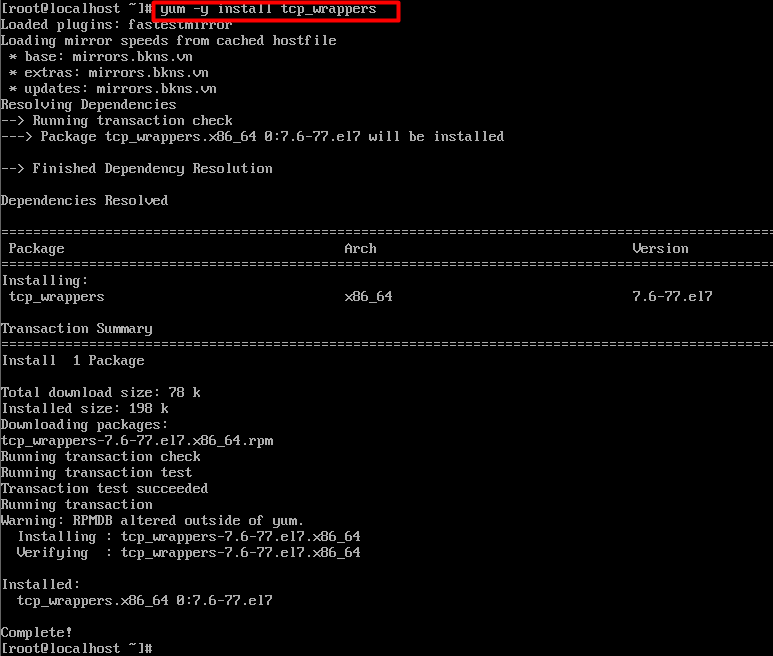 [root@localhost ~]# yum -y install tcp_wrappers
Loaded plugins: fastestmirror
Loading mirror speeds from cached hostfile
 * base: mirrors.bkns.vn
 * extras: mirrors.bkns.vn
 * updates: mirrors.bkns.vn
Resolving Dependencies
--> Running transaction check
---> Package tcp_wrappers.x86_64 0:7.6-77.el7 will be installed
--> Finished Dependency Resolution
Dependencies Resolved
================================================================================================
 Package                                   Arch                                Version
================================================================================================
Installing:
 tcp_wrappers                              x86_64                              7.6-77.el7
Transaction Summary
================================================================================================
Install  1 Package
Total download size: 78 k
Installed size: 198 k
Downloading packages:
tcp_wrappers-7.6-77.el7.x86_64.rpm
Running transaction check
Running transaction test
Transaction test succeeded
Running transaction
Warning: RPMDB altered outside of yum.
  Installing : tcp_wrappers-7.6-77.el7.x86_64
  Verifying  : tcp_wrappers-7.6-77.el7.x86_64
Installed:
  tcp_wrappers.x86_64 0:7.6-77.el7
Complete!
[root@localhost ~]#